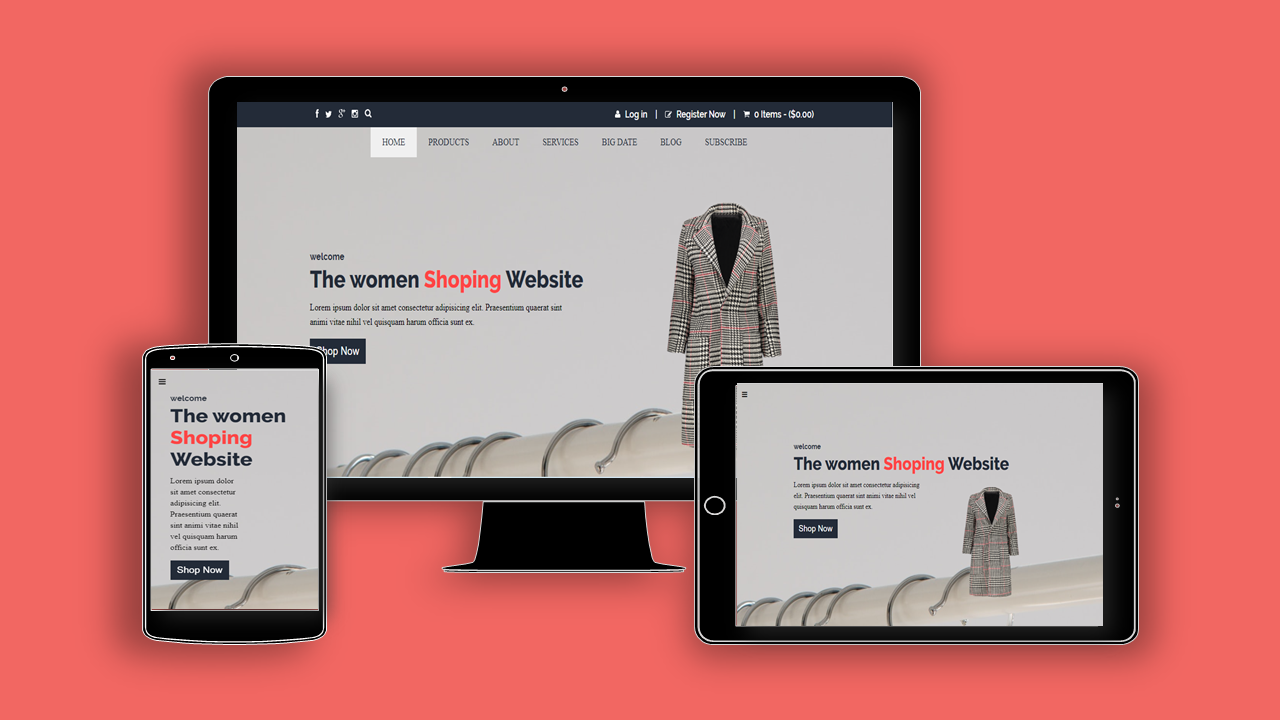 Log in | Register Now | 0 Items - ($0.00)
HOME PRODUCTS ABOUT SERVICES BIG DATE BLOG SUBSCRIBE
welcome
The women Shoping Website
Lorem ipsum dolor sit amet consectetur adipisicing elit. Praesentium quaerat sint
animi vitae nihil vel quisquam harum officia sunt ex.
Shop Now
welcome
The women
Shoping
Website
Lorem ipsum dolor
sit amet consectetur
adipisicing elit.
Praesentium quaerat
sint animi vitae nihil
vel quisquam harum
officia sunt ex.
Shop Now
welcome
The women Shoping Website
Lorem ipsum dolor sit amet consectetur adipisicing
elit. Praesentium quaerat sint animi vitae nihil vel
quisquam harum officia sunt ex.
Shop Now